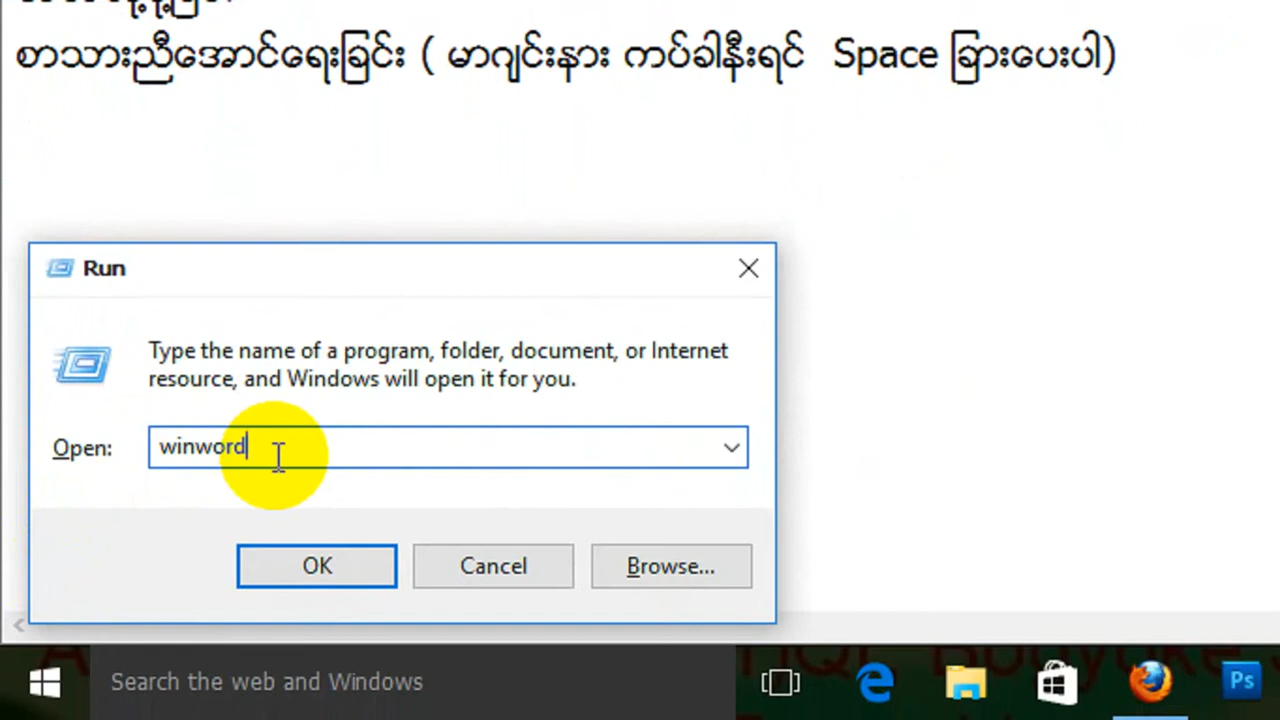 စာသားညီအောင်ရေးခြင်း ( မာဂျင်းနား ကပ်ခါနီးရင် Space ခြားပေးပါ)
Run
Type the name of a program, folder, document, or Internet
resource, and Windows will open it for you.
Open:
winword
OK
Cancel
Browse...
Search the web and Windows
Ps